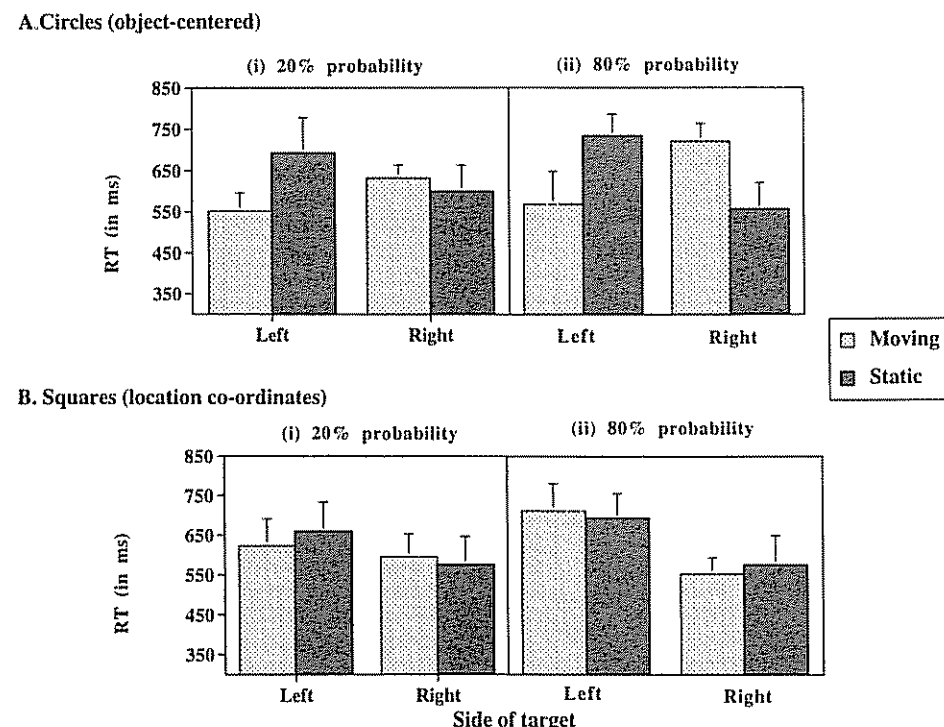 A.Circles (object-centered)
(i) 20% probability
(ii) 80% probability
850
750
650
550
450
350
RT (in ms)
Left
Right
Left
Right
Moving
Static
B. Squares (location co-ordinates)
(i) 20% probability
(ii) 80% probability
850
750
650
550
450
350
RT (in ms)
Left
Right
Left
Right
Side of target